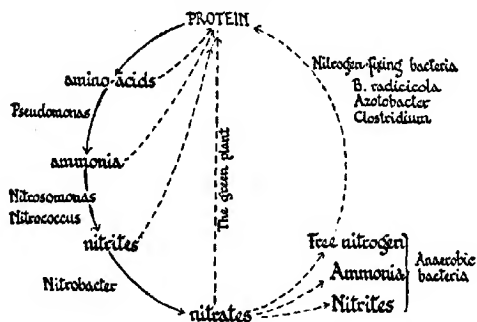 PROTEIN
amino-acids
Pseudomonas
ammonia
Nitrosomonas
Nitrococcus
nitrites
Nitrobacter
nitrates
The green plant
Nitrogen-fixing bacteria
B. radicicola
Azotobacter
Clostridium
Free nitrogen
Ammonia
Nitrites
Anaerobic
bacteria